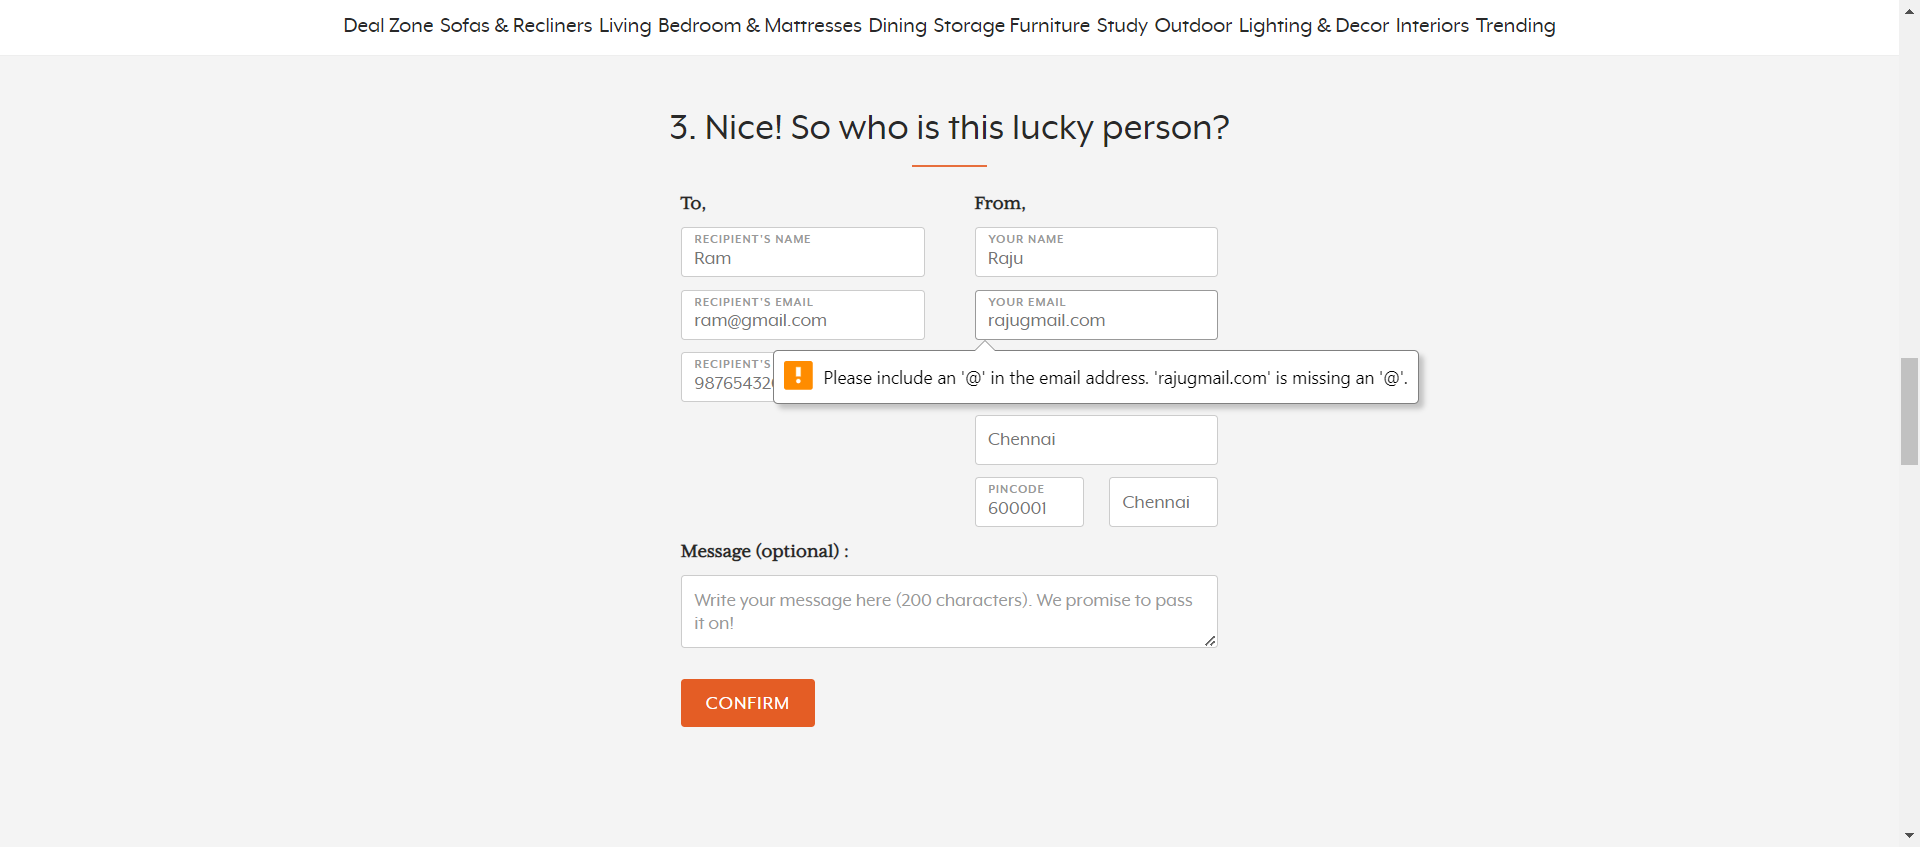 Deal Zone Sofas & Recliners Living Bedroom & Mattresses Dining Storage Furniture Study Outdoor Lighting & Decor Interiors Trending
3. Nice! So who is this lucky person?
To,
RECIPIENT'S NAME
Ram
RECIPIENT'S EMAIL
ram@gmail.com
RECIPIENT'S
From,
YOUR NAME
Raju
YOUR EMAIL
rajugmail.com
Please include an '@' in the email address. 'rajugmail.com' is missing an '@'.
Chennai
PINCODE
600001
Chennai
Message (optional) :
Write your message here (200 characters). We promise to pass
it on!
CONFIRM